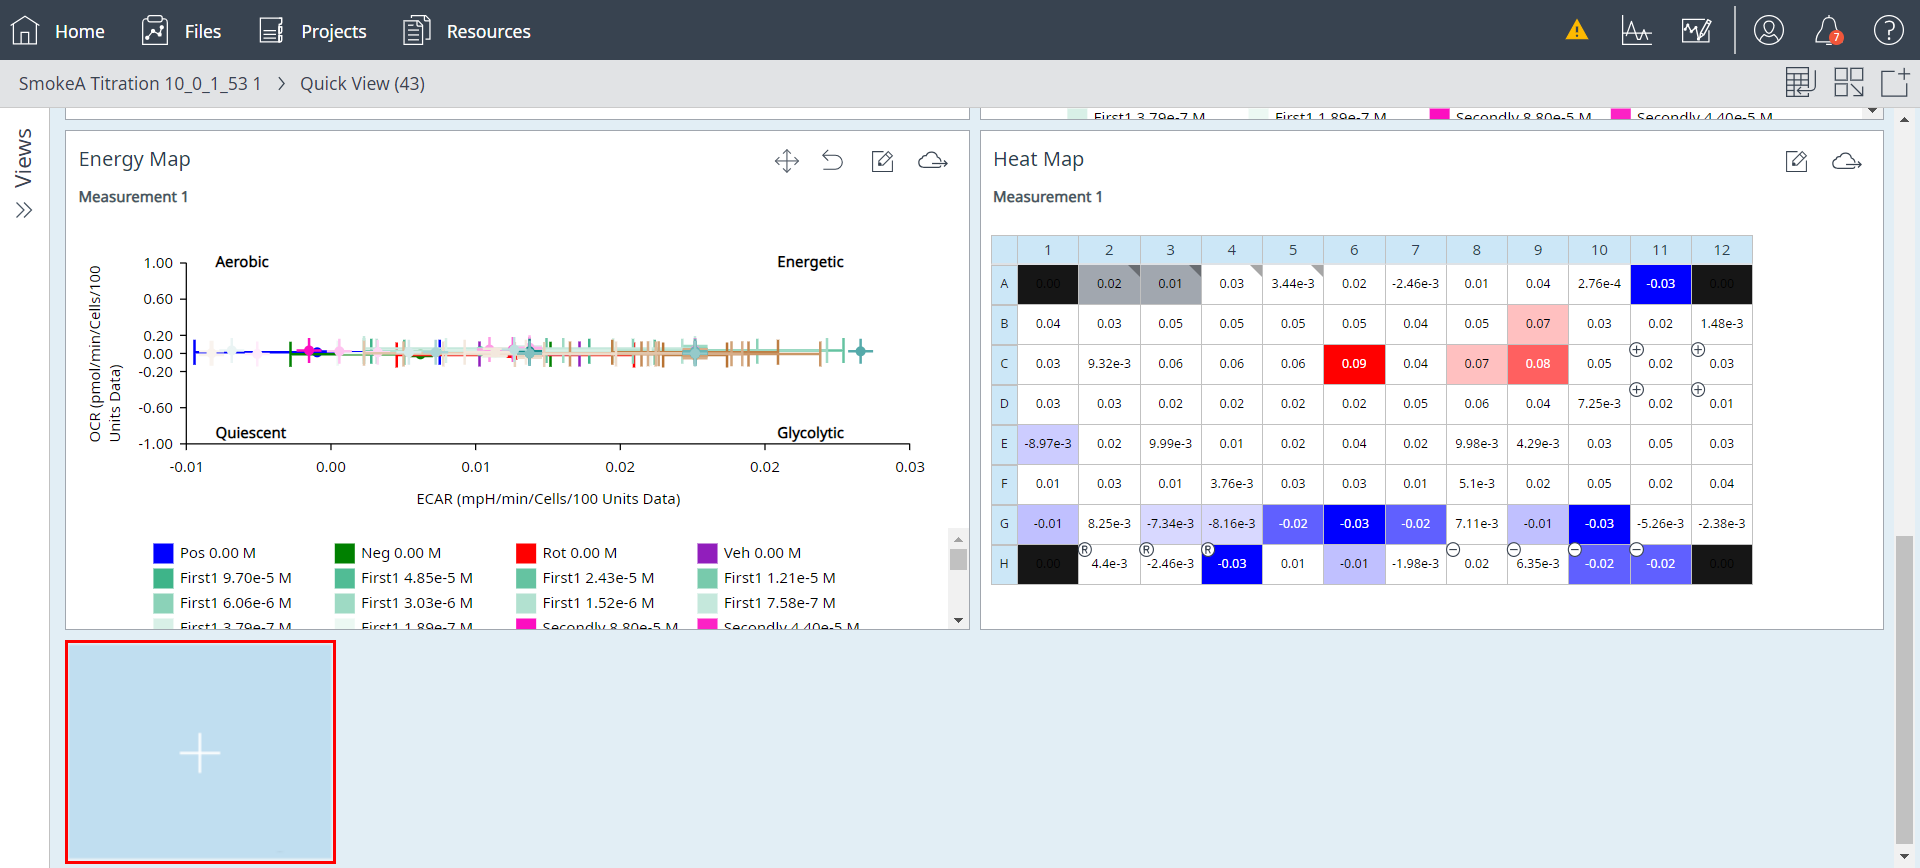 Home Files Projects Resources 7
SmokeA Titration 10_0_1_53 1 > Quick View (43)
Views
First1 3.79e-7 M First1 1.89e-7 M Secondly 8.80e-5 M Secondly 4.40e-5 M
Energy Map
Measurement 1
OCR (pmol/min/Cells/100
Units Data)
1.00
0.60
0.20
0.00
-0.20
-0.60
-1.00
Aerobic Energetic
Quiescent Glycolytic
-0.01 0.00 0.01 0.02 0.02 0.03
ECAR (mpH/min/Cells/100 Units Data)
Pos 0.00 M Neg 0.00 M Rot 0.00 M Veh 0.00 M
First1 9.70e-5 M First1 4.85e-5 M First1 2.43e-5 M First1 1.21e-5 M
First1 6.06e-6 M First1 3.03e-6 M First1 1.52e-6 M First1 7.58e-7 M
First1 3.79e-7 M First1 1.89e-7 M Secondly 8.80e-5 M Secondly 4.40e-5 M
Heat Map
Measurement 1
1 2 3 4 5 6 7 8 9 10 11 12
A 0.00 0.02 0.01 0.03 3.44e-3 0.02 -2.46e-3 0.01 0.04 2.76e-4 -0.03 0.00
B 0.04 0.03 0.05 0.05 0.05 0.05 0.04 0.05 0.07 0.03 0.02 1.48e-3
C 0.03 9.32e-3 0.06 0.06 0.06 0.09 0.04 0.07 0.08 0.05 0.02 0.03
D 0.03 0.03 0.02 0.02 0.02 0.02 0.05 0.06 0.04 7.25e-3 0.02 0.01
E -8.97e-3 0.02 9.99e-3 0.01 0.02 0.04 0.02 9.98e-3 4.29e-3 0.03 0.05 0.03
F 0.01 0.03 0.01 3.76e-3 0.03 0.03 0.01 5.1e-3 0.02 0.05 0.02 0.04
G -0.01 8.25e-3 -7.34e-3 -8.16e-3 -0.02 -0.03 -0.02 7.11e-3 -0.01 -0.03 -5.26e-3 -2.38e-3
R R R
H 0.00 4.4e-3 -2.46e-3 -0.03 0.01 -0.01 -1.98e-3 0.02 6.35e-3 -0.02 -0.02 0.00